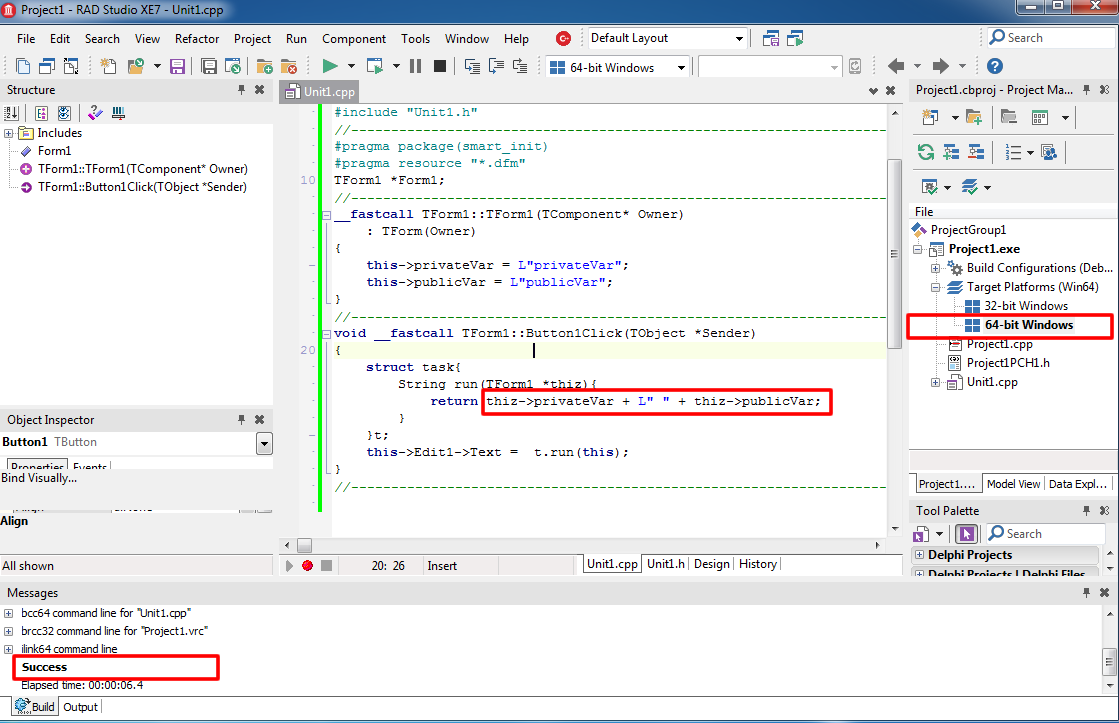 Project1 - RAD Studio XE7 - Unit1.cpp
File Edit Search View Refactor Project Run Component Tools Window Help Default Layout Search
64-bit Windows
Structure
Includes
Form1
TForm1::TForm1(TComponent* Owner)
TForm1::Button1Click(TObject *Sender)
Object Inspector
Button1 TButton
Properties Events
Bind Visually...
Align
All shown
Unit1.cpp
#include "Unit1.h"
//---------------------------------------------------------------------------
#pragma package(smart_init)
#pragma resource "*.dfm"
10 TForm1 *Form1;
//---------------------------------------------------------------------------
__fastcall TForm1::TForm1(TComponent* Owner)
: TForm(Owner)
{
this->privateVar = L"privateVar";
this->publicVar = L"publicVar";
}
//---------------------------------------------------------------------------
void __fastcall TForm1::Button1Click(TObject *Sender)
20 {
struct task{
String run(TForm1 *thiz){
return thiz->privateVar + L" " + thiz->publicVar;
}
}t;
this->Edit1->Text = t.run(this);
}
//---------------------------------------------------------------------------
20: 26 Insert Unit1.cpp Unit1.h Design History
Project1.cbproj - Project Ma...
File
ProjectGroup1
Project1.exe
Build Configurations (Deb...
Target Platforms (Win64)
32-bit Windows
64-bit Windows
Project1.cpp
Project1PCH1.h
Unit1.cpp
Project1.... Model View Data Expl...
Tool Palette
Search
Delphi Projects
Delphi Projects | Delphi Files
Messages
bcc64 command line for "Unit1.cpp"
brcc32 command line for "Project1.vrc"
ilink64 command line
Success
Elapsed time: 00:00:06.4
Build Output